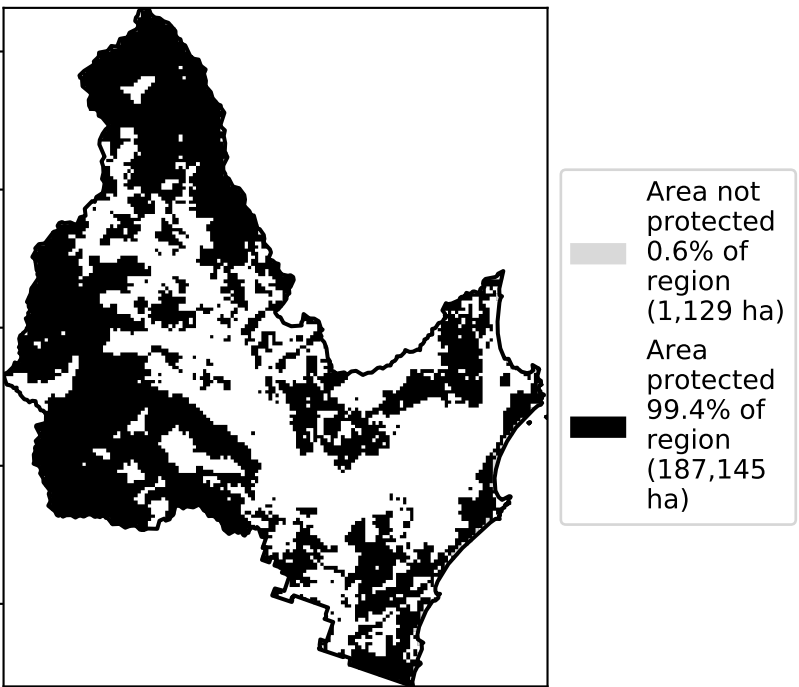 Area not
protected
0.6% of
region
(1,129 ha)
Area
protected
99.4% of
region
(187,145
ha)